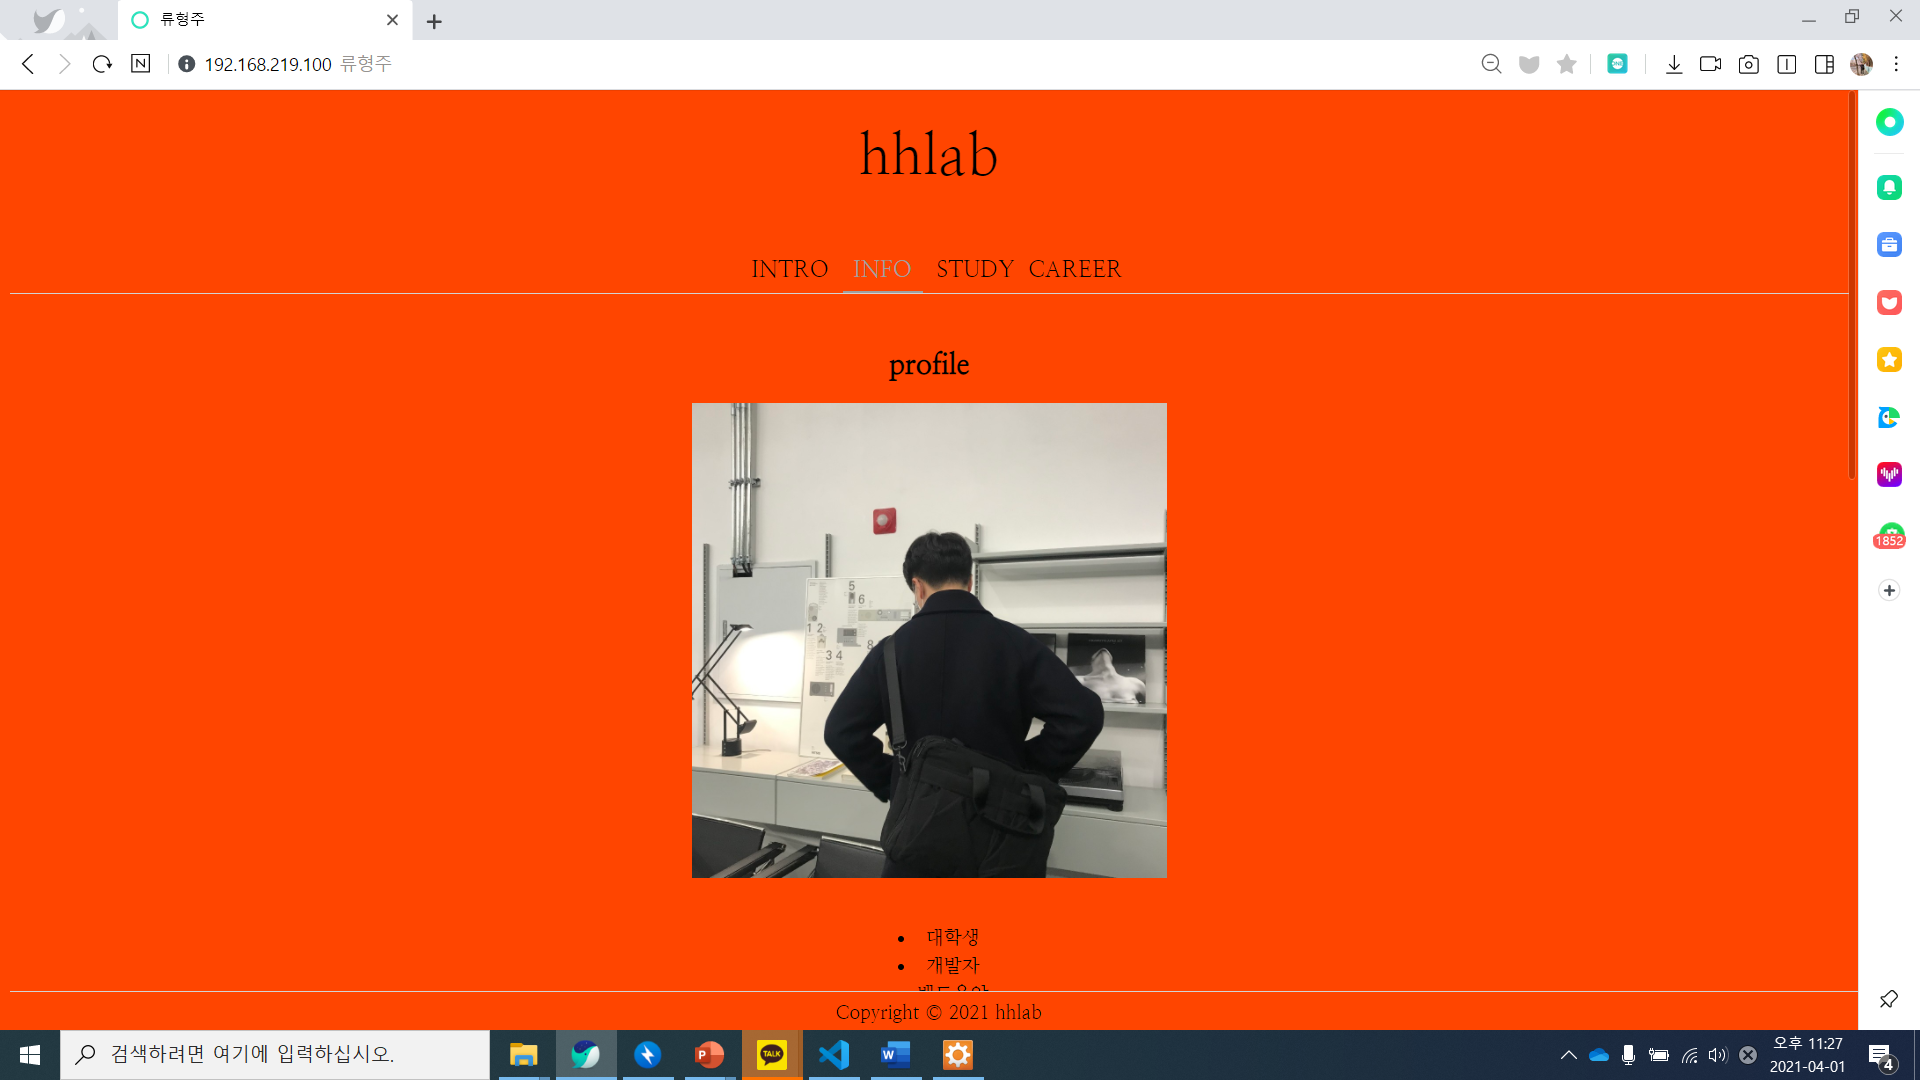 류형주
192.168.219.100 류형주
hhlab
INTRO INFO STUDY CAREER
profile
5
6
1 2
8
3 4
1852
대학생
개발자
Copyright © 2021 hhlab
검색하려면 여기에 입력하십시오.
TALK
오후 11:27
2021-04-01
4